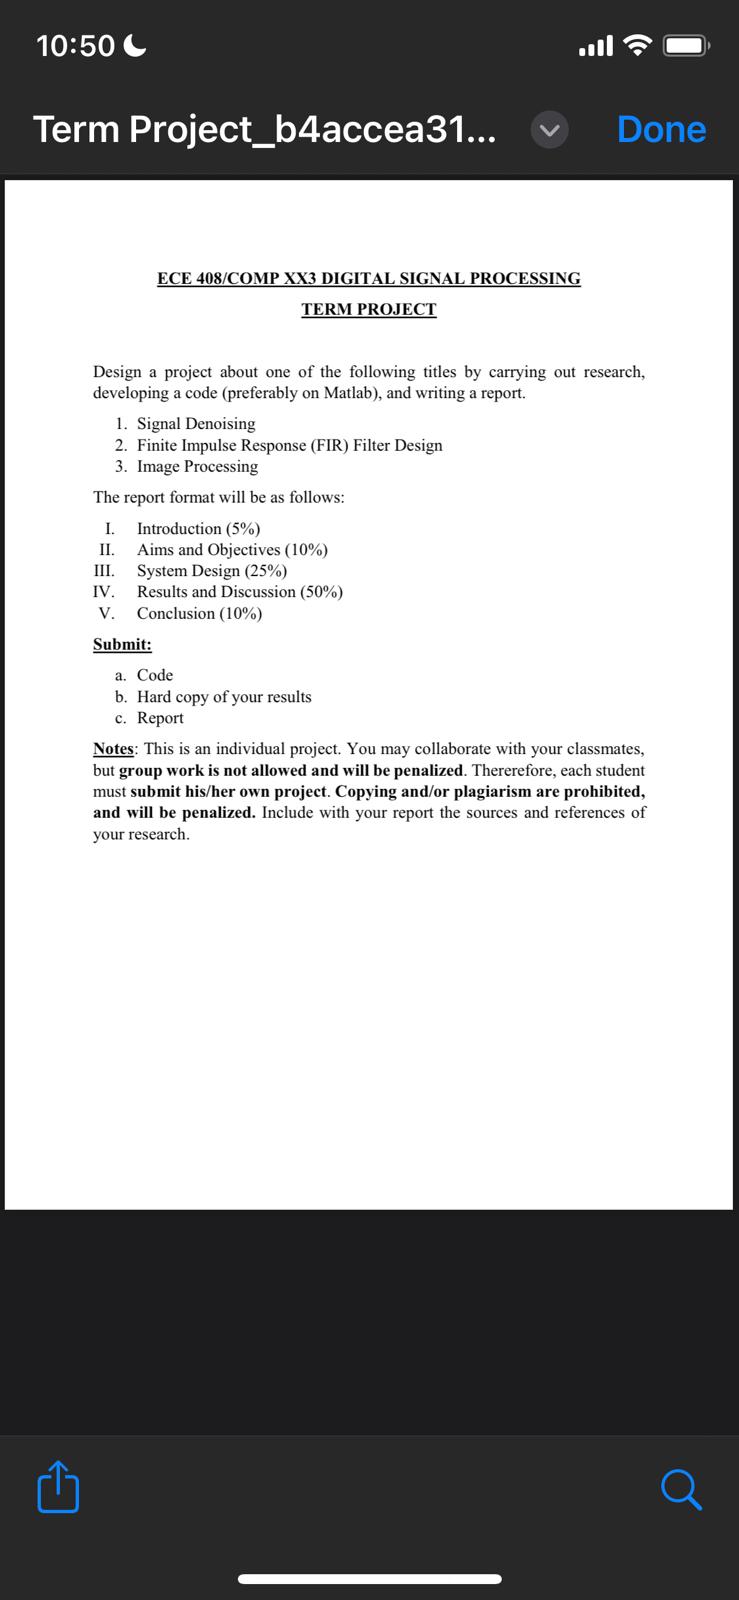 10:50
Term Project_b4accea31...
Done
ECE 408/COMP XX3 DIGITAL SIGNAL PROCESSING
TERM PROJECT
Design a project about one of the following titles by carrying out research,
developing a code (preferably on Matlab), and writing a report.
1. Signal Denoising
2. Finite Impulse Response (FIR) Filter Design
3. Image Processing
The report format will be as follows:
I. Introduction (5%)
II. Aims and Objectives (10%)
III. System Design (25%)
IV. Results and Discussion (50%)
V. Conclusion (10%)
Submit:
a. Code
b. Hard copy of your results
c. Report
Notes: This is an individual project. You may collaborate with your classmates,
but group work is not allowed and will be penalized. Thererefore, each student
must submit his/her own project. Copying and/or plagiarism are prohibited,
and will be penalized. Include with your report the sources and references of
your research.